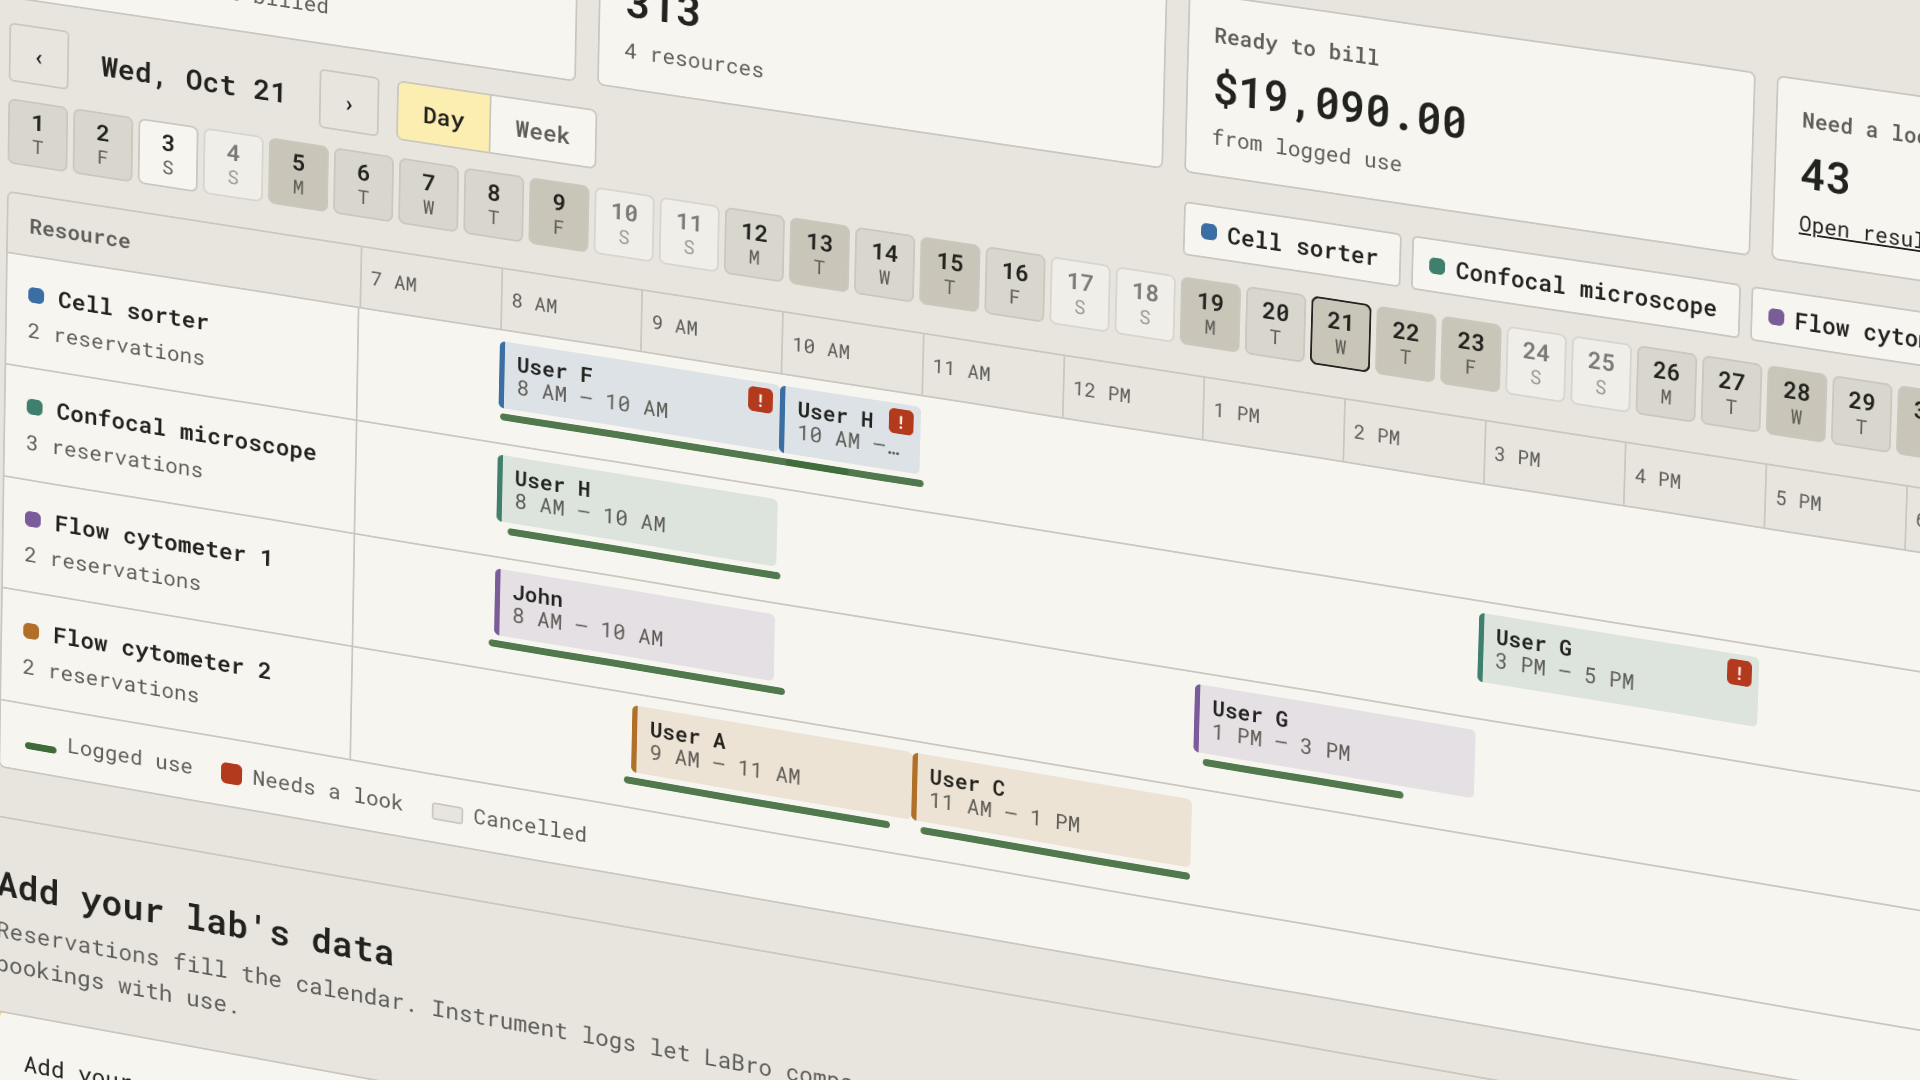 billed
313
4 resources
Ready to bill
$19,090.00
from logged use
Need a
43
Open
‹
Wed, Oct 21
›
Day
Week
Cell sorter
Confocal microscope
Flow
1 T
2 F
3 S
4 S
5 M
6 T
7 W
8 T
9 F
10 S
11 S
12 M
13 T
14 W
15 T
16 F
17 S
18 S
19 M
20 T
21 W
22 T
23 F
24 S
25 S
26 M
27 T
28 W
29 T
Resource
7 AM
8 AM
9 AM
10 AM
11 AM
12 PM
1 PM
2 PM
3 PM
4 PM
5 PM
Cell sorter
2 reservations
User F
8 AM – 10 AM
!
User H
10 AM –…
!
Confocal microscope
3 reservations
User H
8 AM – 10 AM
User G
3 PM – 5 PM
!
Flow cytometer 1
2 reservations
John
8 AM – 10 AM
User G
1 PM – 3 PM
Flow cytometer 2
2 reservations
User A
9 AM – 11 AM
User C
11 AM – 1 PM
Logged use
Needs a look
Cancelled
Add your lab's data
Reservations fill the calendar. Instrument logs let LaBro
bookings with use.
Add your